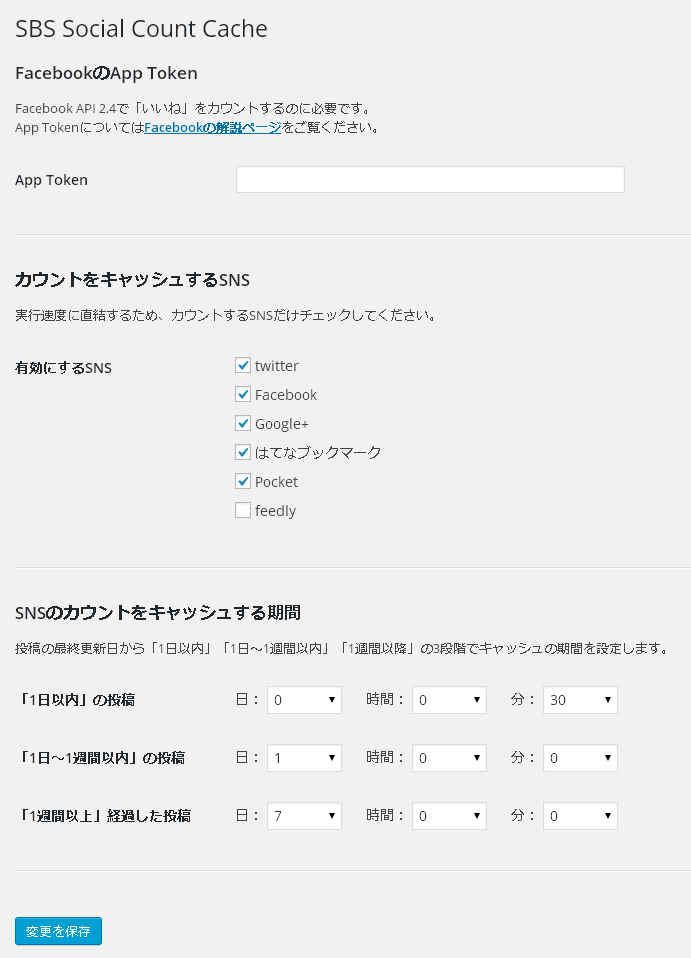 SBS Social Count Cache
FacebookのApp Token
Facebook API 2.4で「いいね」をカウントするのに必要です。
App TokenについてはFacebookの解説ページをご覧ください。
App Token
カウントをキャッシュするSNS
実行速度に直結するため、カウントするSNSだけチェックしてください。
有効にするSNS
twitter
Facebook
Google+
はてなブックマーク
Pocket
feedly
SNSのカウントをキャッシュする期間
投稿の最終更新日から「1日以内」「1日～1週間以内」「1週間以降」の3段階でキャッシュの期間を設定します。
「1日以内」の投稿 日： 0 時間： 0 分： 30
「1日～1週間以内」の投稿 日： 1 時間： 0 分： 0
「1週間以上」経過した投稿 日： 7 時間： 0 分： 0
変更を保存